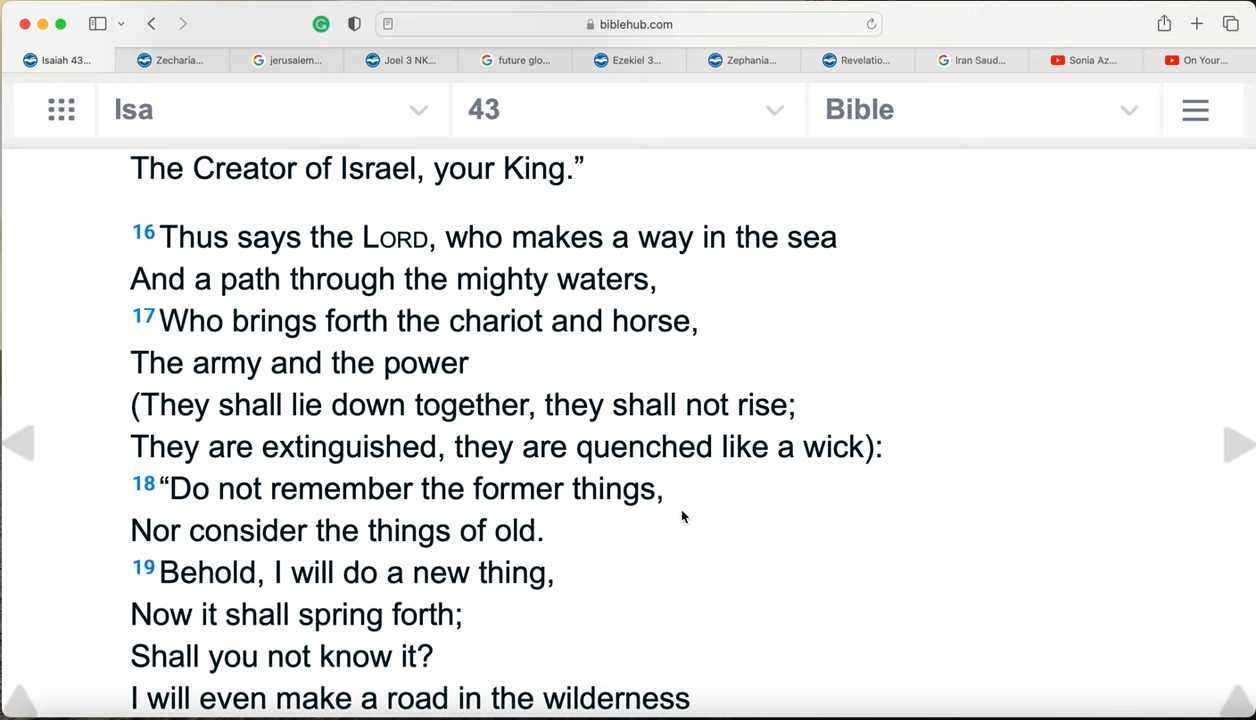 biblehub.com
Isaiah 43...
Zecharia...
jerusalem...
Joel 3 NK...
future glo...
Ezekiel 3...
Zephania...
Revelatio...
Iran Saud...
Sonia Az...
On Your...
Isa
43
Bible
The Creator of Israel, your King.”
16 Thus says the LORD, who makes a way in the sea
And a path through the mighty waters,
17 Who brings forth the chariot and horse,
The army and the power
(They shall lie down together, they shall not rise;
They are extinguished, they are quenched like a wick):
18 “Do not remember the former things,
Nor consider the things of old.
19 Behold, I will do a new thing,
Now it shall spring forth;
Shall you not know it?
I will even make a road in the wilderness